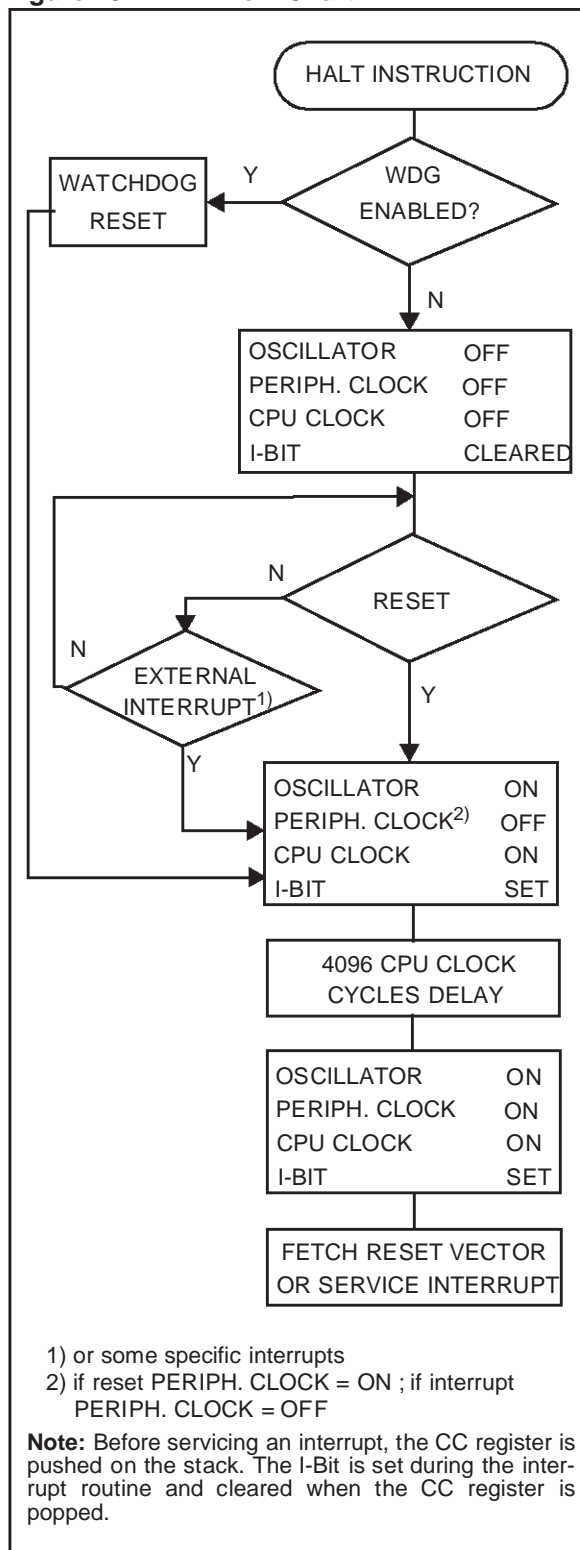 HALT INSTRUCTION
WDG
ENABLED?
Y
WATCHDOG
RESET
N
OSCILLATOR OFF
PERIPH. CLOCK OFF
CPU CLOCK OFF
I-BIT CLEARED
RESET
N
N
EXTERNAL
INTERRUPT1)
Y
Y
OSCILLATOR ON
PERIPH. CLOCK2) OFF
CPU CLOCK ON
I-BIT SET
4096 CPU CLOCK
CYCLES DELAY
OSCILLATOR ON
PERIPH. CLOCK ON
CPU CLOCK ON
I-BIT SET
FETCH RESET VECTOR
OR SERVICE INTERRUPT
1) or some specific interrupts
2) if reset PERIPH. CLOCK = ON ; if interrupt
PERIPH. CLOCK = OFF
Note: Before servicing an interrupt, the CC register is
pushed on the stack. The I-Bit is set during the inter-
rupt routine and cleared when the CC register is
popped.